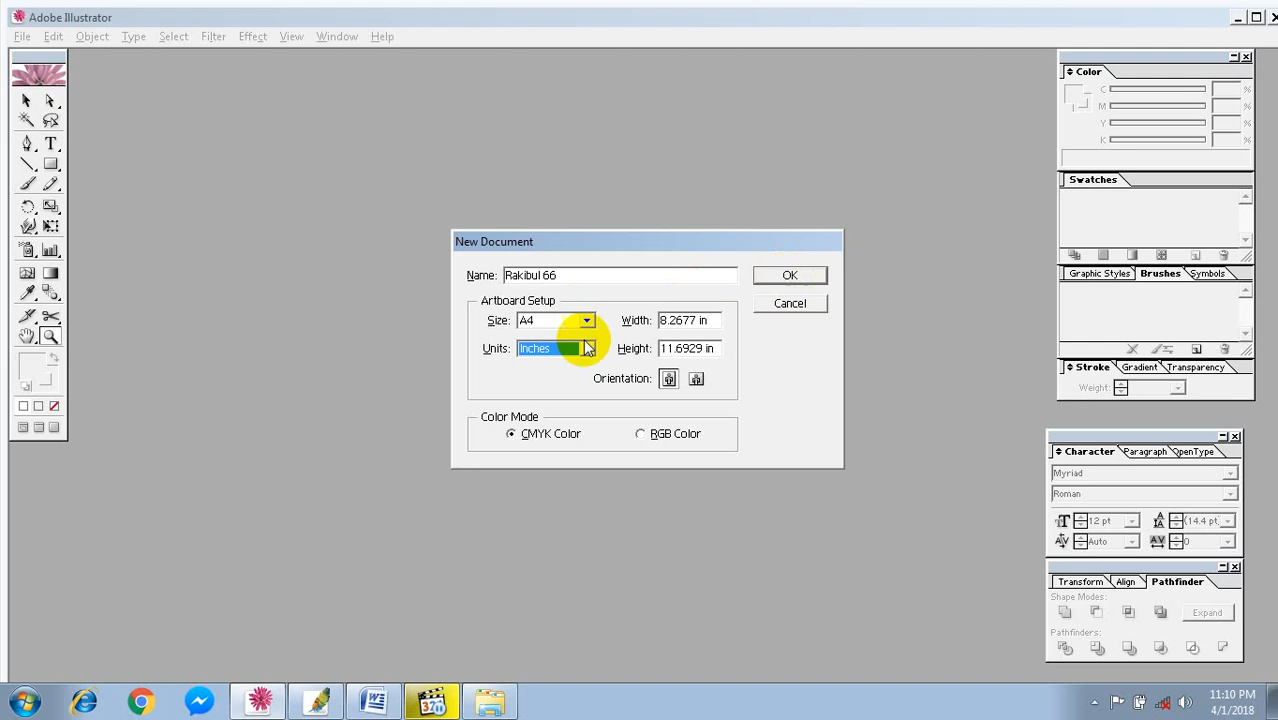 Adobe Illustrator
File Edit Object Type Select Filter Effect View Window Help
Color
C %
M %
Y %
K %
Swatches
Graphic Styles Brushes Symbols
Stroke Gradient Transparency
Weight:
New Document
Name: Rakibul 66
OK
Cancel
Artboard Setup
Size: A4 Width: 8.2677 in
Units: Inches Height: 11.6929 in
Orientation:
Color Mode
CMYK Color RGB Color
Character Paragraph OpenType
Myriad
Roman
12 pt (14.4 pt
Auto 0
Transform Align Pathfinder
Shape Modes:
Expand
Pathfinders:
11:10 PM
4/1/2018